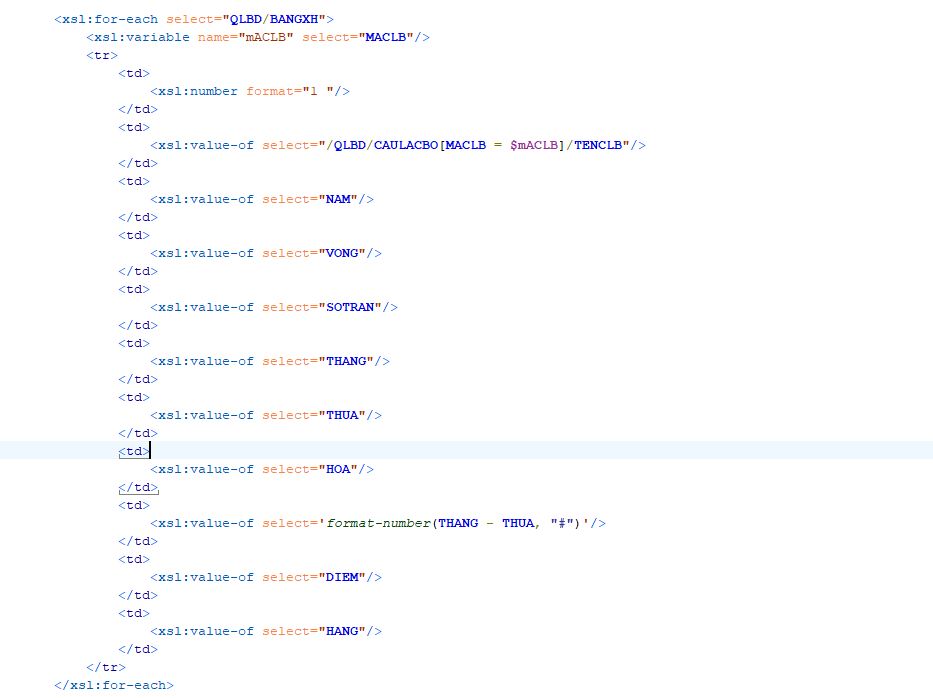 <xsl:for-each select="QLBD/BANGXH">
<xsl:variable name="mACLB" select="MACLB"/>
<tr>
<td>
<xsl:number format="1 "/>
</td>
<td>
<xsl:value-of select="/QLBD/CAULACBO[MACLB = $mACLB]/TENCLB"/>
</td>
<td>
<xsl:value-of select="NAM"/>
</td>
<td>
<xsl:value-of select="VONG"/>
</td>
<td>
<xsl:value-of select="SOTRAN"/>
</td>
<td>
<xsl:value-of select="THANG"/>
</td>
<td>
<xsl:value-of select="THUA"/>
</td>
<td>
<xsl:value-of select="HOA"/>
</td>
<td>
<xsl:value-of select='format-number(THANG - THUA, "#")'/>
</td>
<td>
<xsl:value-of select="DIEM"/>
</td>
<td>
<xsl:value-of select="HANG"/>
</td>
</tr>
</xsl:for-each>